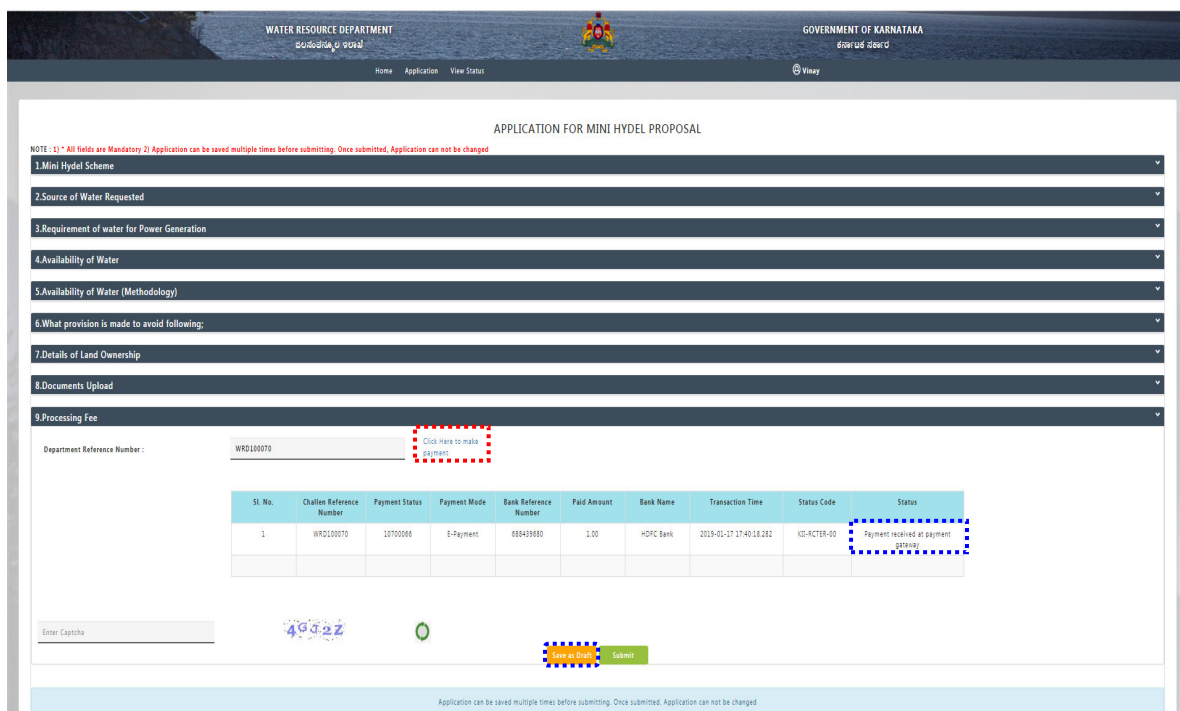 WATER RESOURCE DEPARTMENT
ಜಲಸಂಪನ್ಮೂಲ ಇಲಾಖೆ
GOVERNMENT OF KARNATAKA
ಕರ್ನಾಟಕ ಸರ್ಕಾರ
Home Application View Status
Vinay
APPLICATION FOR MINI HYDEL PROPOSAL
NOTE : 1) * All fields are Mandatory 2) Application can be saved multiple times before submitting. Once submitted, Application can not be changed
1.Mini Hydel Scheme
2.Source of Water Requested
3.Requirement of water for Power Generation
4.Availability of Water
5.Availability of Water (Methodology)
6.What provision is made to avoid following;
7.Details of Land Ownership
8.Documents Upload
9.Processing Fee
Department Reference Number :
WRD100070
Click Here to make
payment
Sl. No. Challen Reference Payment Status Payment Mode Bank Reference Paid Amount Bank Name Transaction Time Status Code Status
Number Number
1 WRD100070 10700066 E-Payment 688439680 1.00 HDFC Bank 2019-01-17 17:40:18.282 KII-RCTER-00 Payment received at payment
gateway
Enter Captcha
4GJ2Z
Save as Draft Submit
Application can be saved multiple times before submitting. Once submitted, Application can not be changed